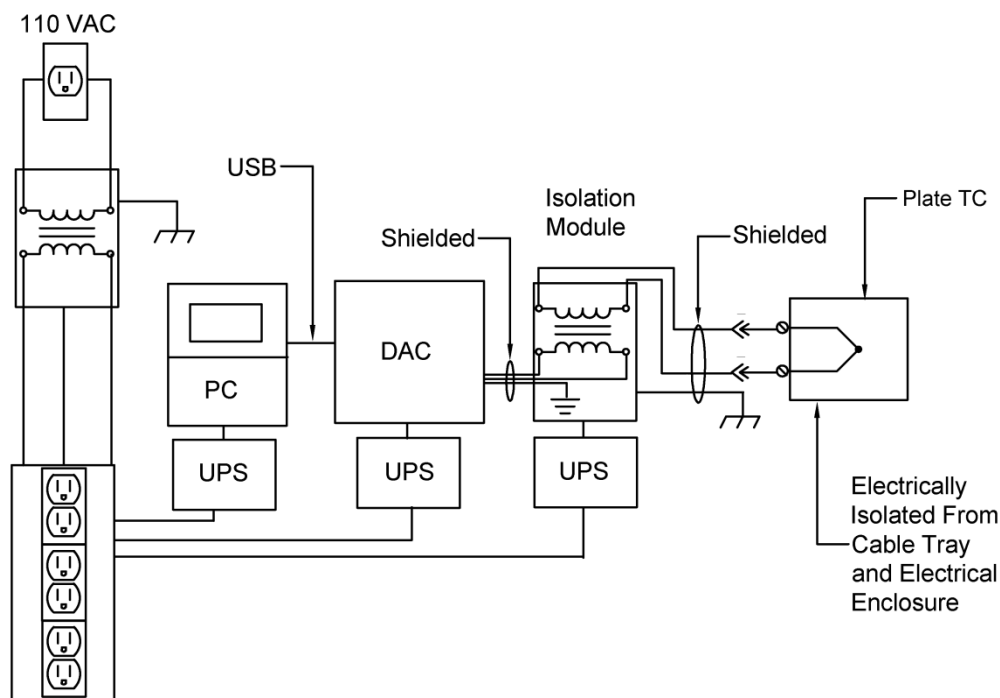 110 VAC
USB
Isolation
Module
Shielded
Shielded
Plate TC
PC
DAC
UPS
UPS
UPS
Electrically
Isolated From
Cable Tray
and Electrical
Enclosure